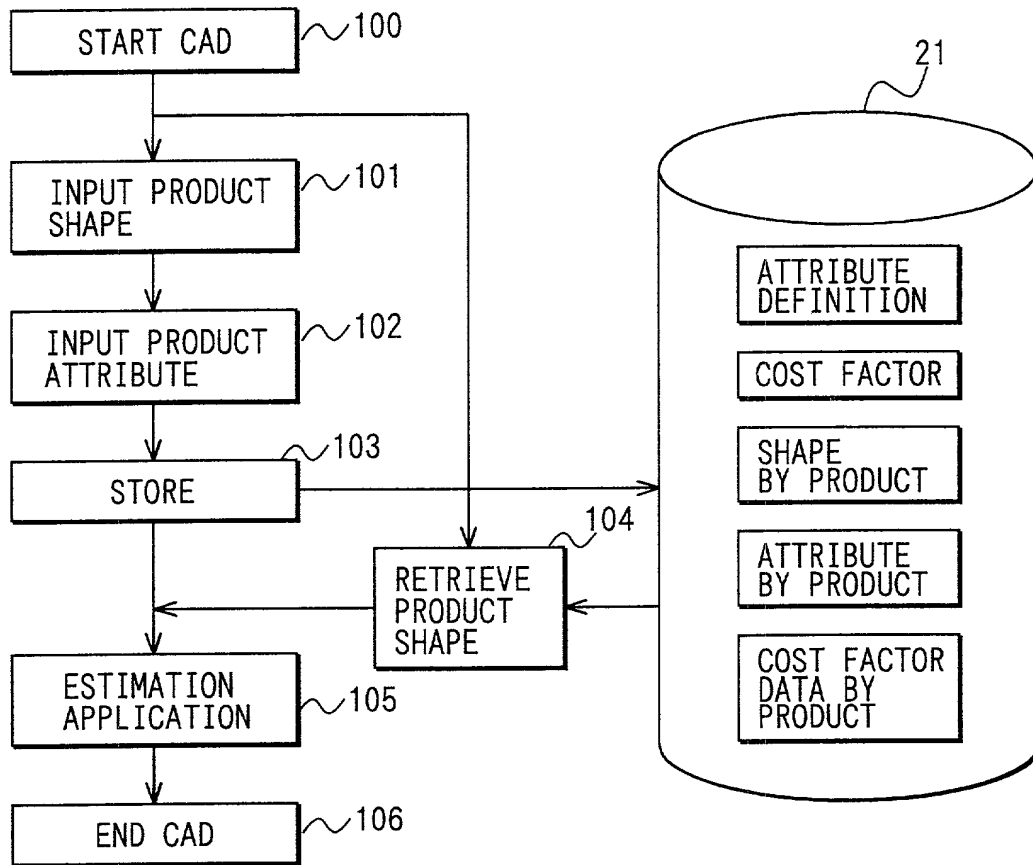 START CAD
100
INPUT PRODUCT
SHAPE
101
INPUT PRODUCT
ATTRIBUTE
102
STORE
103
RETRIEVE
PRODUCT
SHAPE
104
ESTIMATION
APPLICATION
105
END CAD
106
21
ATTRIBUTE
DEFINITION
COST FACTOR
SHAPE
BY PRODUCT
ATTRIBUTE
BY PRODUCT
COST FACTOR
DATA BY
PRODUCT